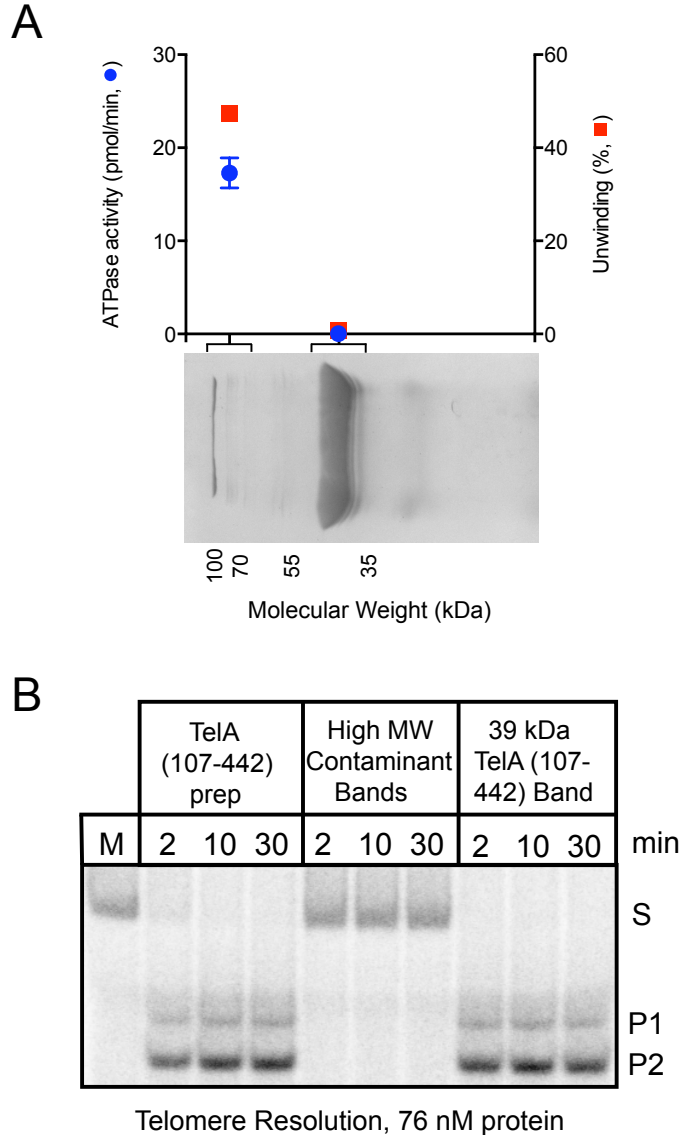 A
30
20
10
0
ATPase activity (pmol/min, )
60
40
20
0
Unwinding (%, )
100
70
55
35
Molecular Weight (kDa)
B
TelA
(107-442)
prep
High MW
Contaminant
Bands
39 kDa
TelA (107-
442) Band
M 2 10 30 2 10 30 2 10 30 min
S
P1
P2
Telomere Resolution, 76 nM protein